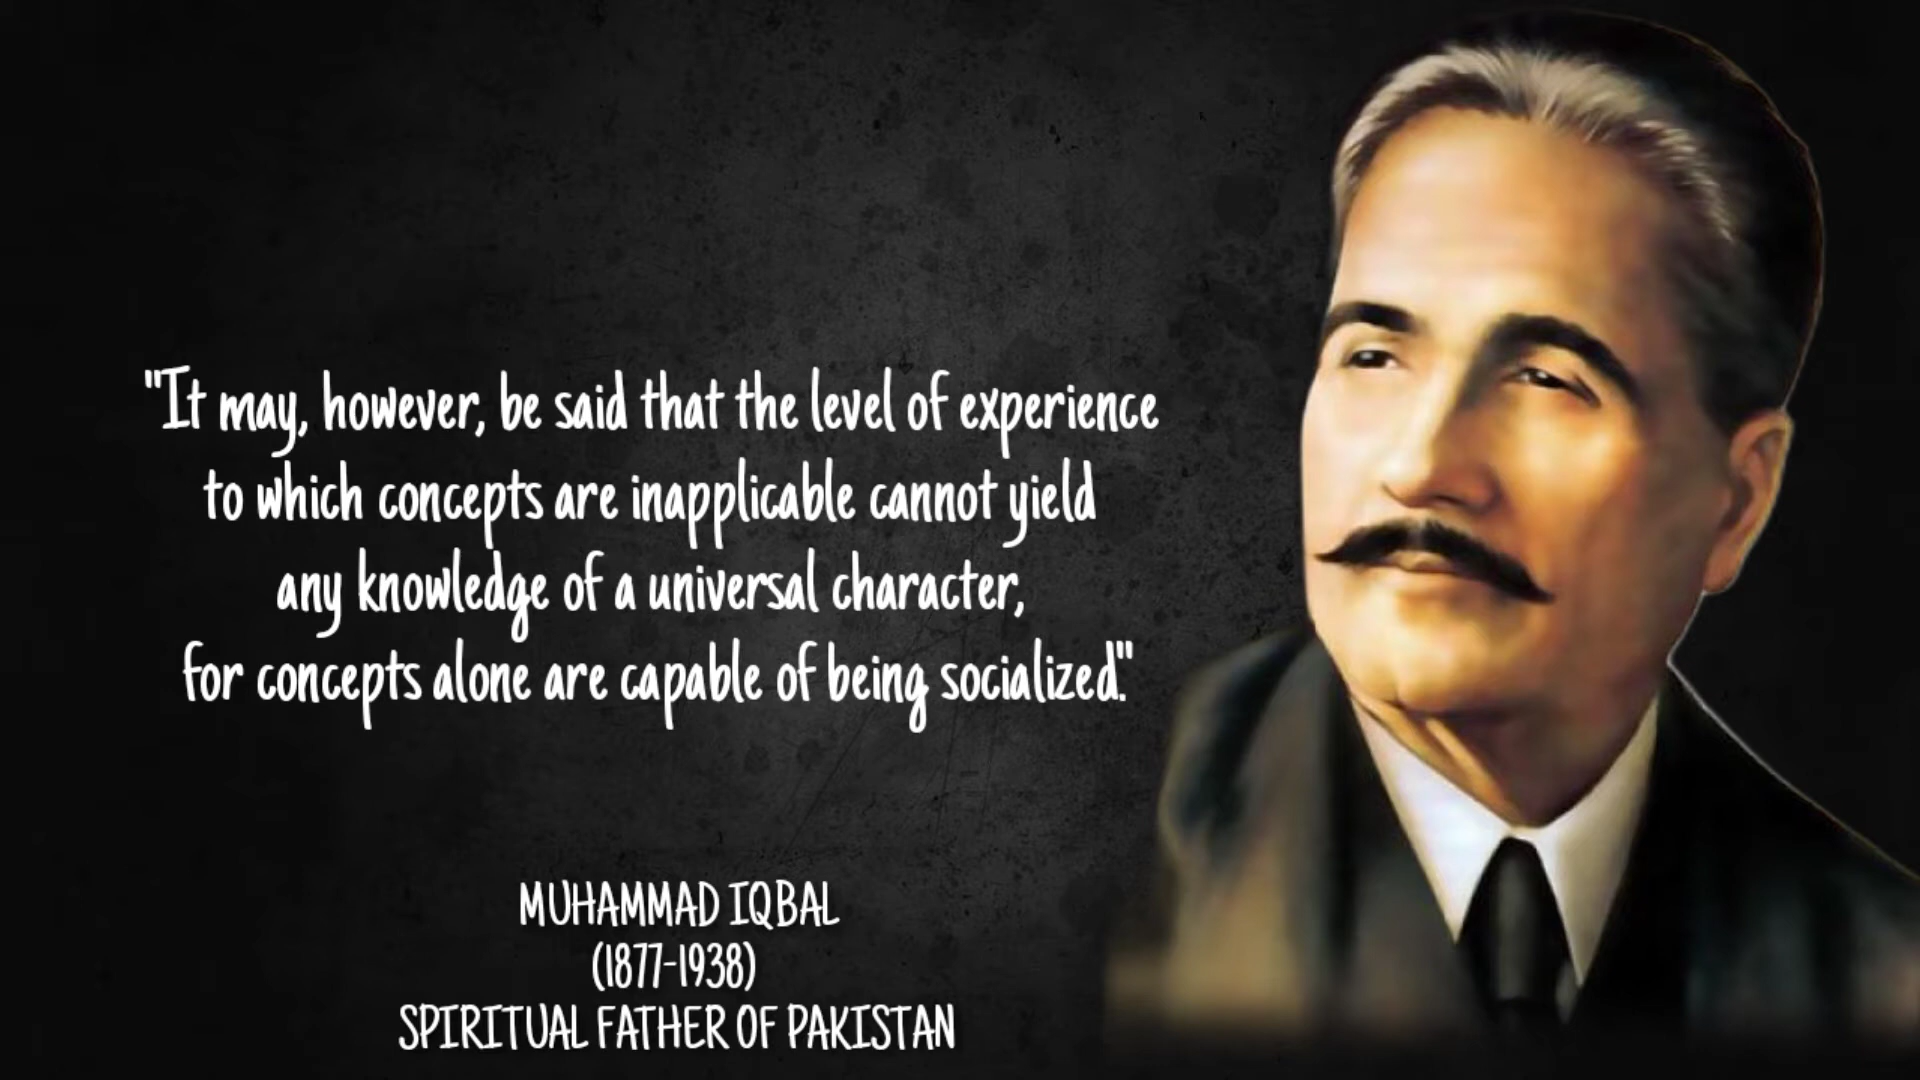 "It may, however, be said that the level of experience
to which concepts are inapplicable cannot yield
any knowledge of a universal character,
for concepts alone are capable of being socialized."
MUHAMMAD IQBAL
(1877-1938)
SPIRITUAL FATHER OF PAKISTAN